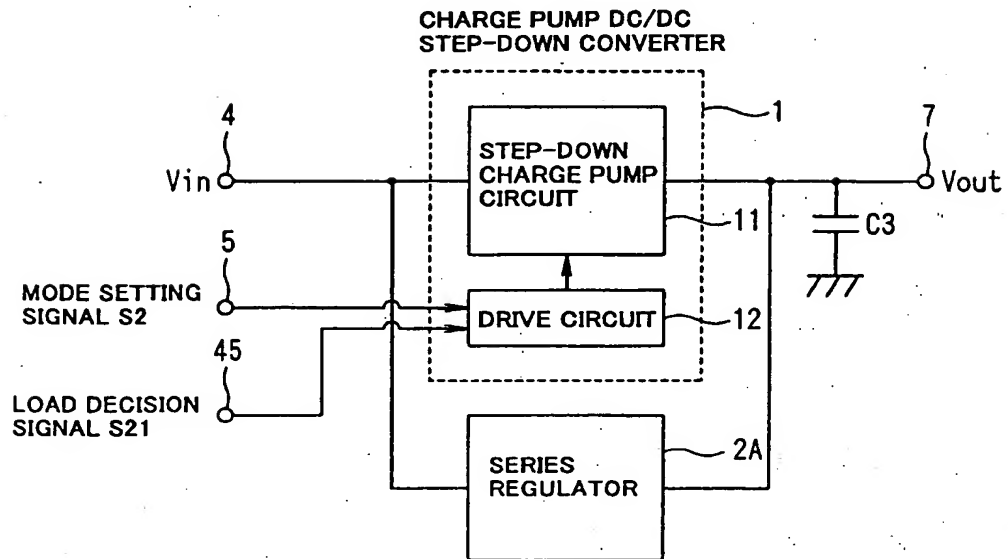 CHARGE PUMP DC/DC
STEP-DOWN CONVERTER
4
1
7
Vin
STEP-DOWN
CHARGE PUMP
CIRCUIT
11
Vout
C3
5
MODE SETTING
SIGNAL S2
DRIVE CIRCUIT
12
45
LOAD DECISION
SIGNAL S21
2A
SERIES
REGULATOR